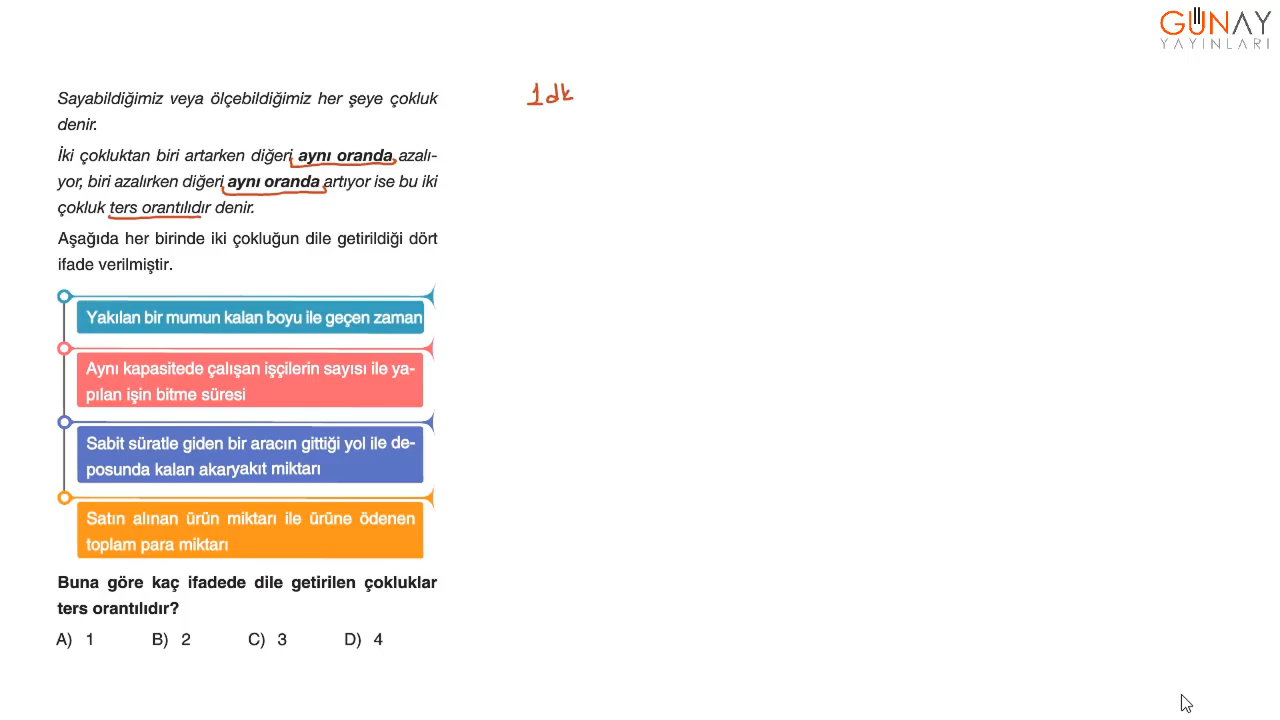 GÜNAY
YAYINLARI
1dk
Sayabildiğimiz veya ölçebildiğimiz her şeye çokluk
denir.
İki çokluktan biri artarken diğeri aynı oranda azalı-
yor, biri azalırken diğeri aynı oranda artıyor ise bu iki
çokluk ters orantılıdır denir.
Aşağıda her birinde iki çokluğun dile getirildiği dört
ifade verilmiştir.
Yakılan bir mumun kalan boyu ile geçen zaman
Aynı kapasitede çalışan işçilerin sayısı ile ya-
pılan işin bitme süresi
Sabit süratle giden bir aracın gittiği yol ile de-
posunda kalan akaryakıt miktarı
Satın alınan ürün miktarı ile ürüne ödenen
toplam para miktarı
Buna göre kaç ifadede dile getirilen çokluklar
ters orantılıdır?
A) 1 B) 2 C) 3 D) 4